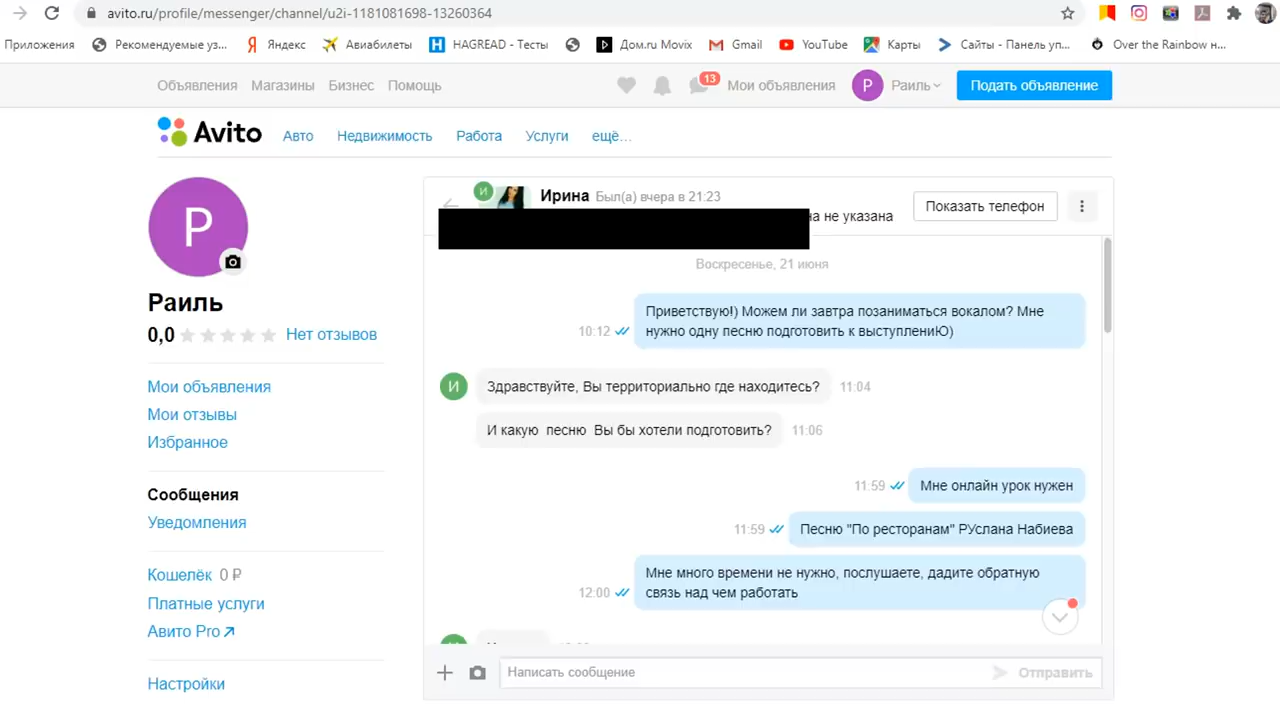 avito.ru/profile/messenger/channel/u2i-1181081698-13260364
Приложения Рекомендуемые уз... Яндекс Авиабилеты HAGREAD - Тесты Дом.ru Movix Gmail YouTube Карты Сайты - Панель уп... Over the Rainbow н...
Объявления Магазины Бизнес Помощь 13 Мои объявления Р Раиль Подать объявление
Avito Авто Недвижимость Работа Услуги ещё...
Р
Раиль
0,0 Нет отзывов
Мои объявления
Мои отзывы
Избранное
Сообщения
Уведомления
Кошелёк 0 ₽
Платные услуги
Авито Pro
Настройки
И Ирина Был(а) вчера в 21:23
не указана
Показать телефон
Воскресенье, 21 июня
Приветствую!) Можем ли завтра позаниматься вокалом? Мне
10:12 нужно одну песню подготовить к выступлениЮ)
И Здравствуйте, Вы территориально где находитесь? 11:04
И какую песню Вы бы хотели подготовить? 11:06
11:59 Мне онлайн урок нужен
11:59 Песню "По ресторанам" РУслана Набиева
Мне много времени не нужно, послушаете, дадите обратную
12:00 связь над чем работать
Написать сообщение Отправить